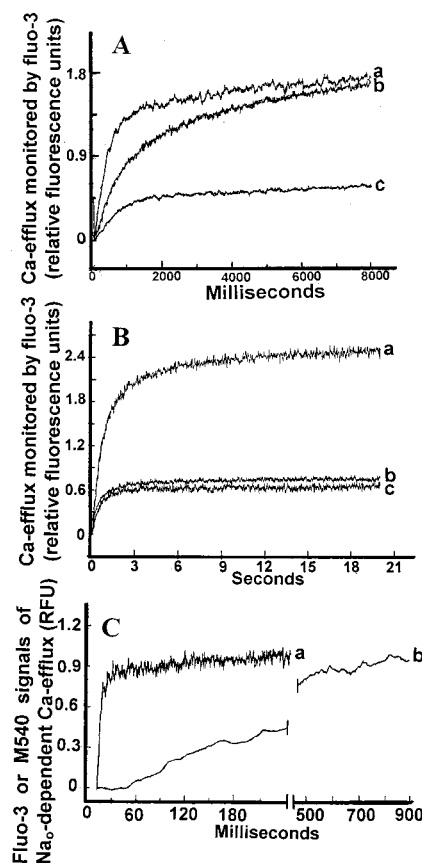 A
Ca-efflux monitored by fluo-3
(relative fluorescence units)
1.8
0.9
0
a
b
c
0
2000
4000
6000
8000
Milliseconds
B
Ca-efflux monitored by fluo-3
(relative fluorescence units)
2.4
1.8
1.2
0.6
0
a
b
c
0
3
6
9
12
15
18
21
Seconds
C
Fluo-3 or M540 signals of
Nao-dependent Ca-efflux (RFU)
1.2
0.9
0.6
0.3
0
a
b
60
120
180
500
700
900
Milliseconds